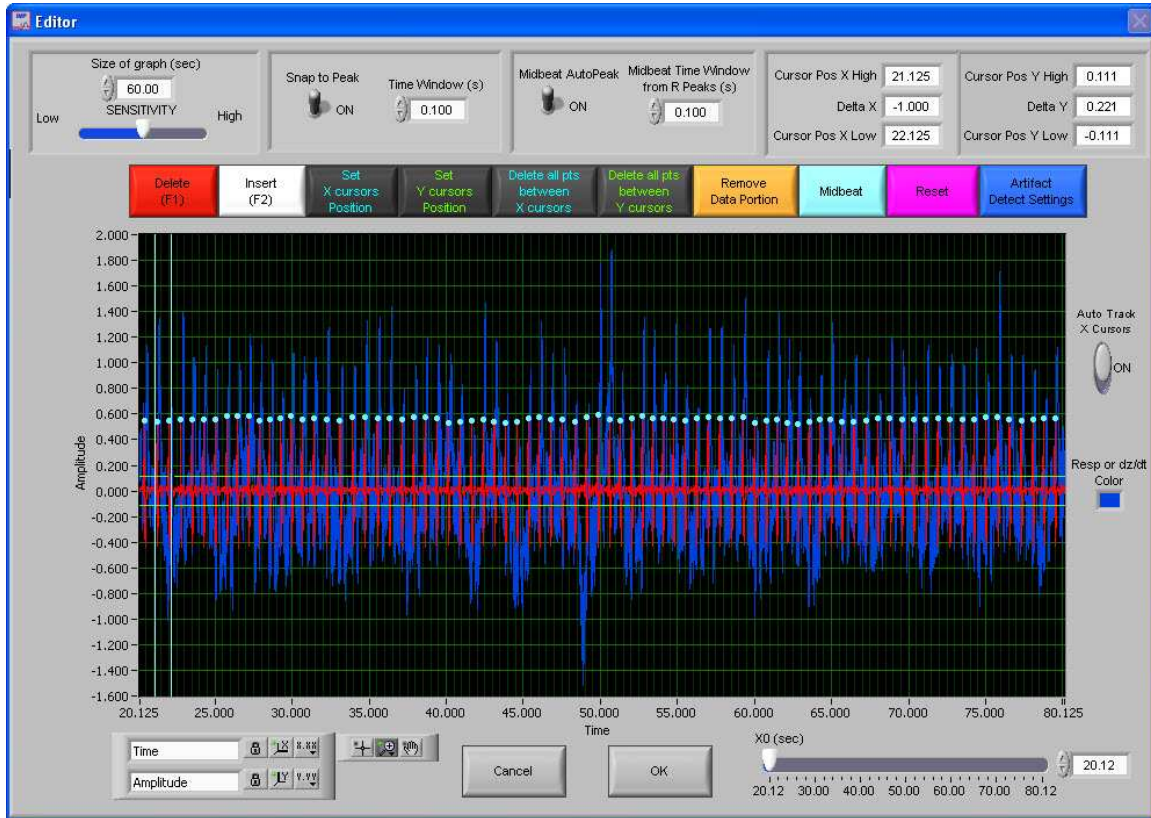 Editor
Size of graph (sec)
60.00
SENSITIVITY
Low
High
Snap to Peak
ON
Time Window (s)
0.100
Midbeat AutoPeak
ON
Midbeat Time Window
from R Peaks (s)
0.100
Cursor Pos X High
21.125
Delta X
-1.000
Cursor Pos X Low
22.125
Cursor Pos Y High
0.111
Delta Y
0.221
Cursor Pos Y Low
-0.111
Delete
(F1)
Insert
(F2)
Set
X cursors
Position
Set
Y cursors
Position
Delete all pts
between
X cursors
Delete all pts
between
Y cursors
Remove
Data Portion
Midbeat
Reset
Artifact
Detect Settings
2.000
1.800
1.600
1.400
1.200
1.000
0.800
0.600
0.400
0.200
0.000
-0.200
-0.400
-0.600
-0.800
-1.000
-1.200
-1.400
-1.600
Amplitude
20.125 25.000 30.000 35.000 40.000 45.000 50.000 55.000 60.000 65.000 70.000 75.000 80.125
Time
Auto Track
X Cursors
ON
Resp or dz/dt
Color
Time
X
X.XX
Amplitude
Y
Y.YY
Cancel
OK
X0 (sec)
20.12
20.12 30.00 40.00 50.00 60.00 70.00 80.12